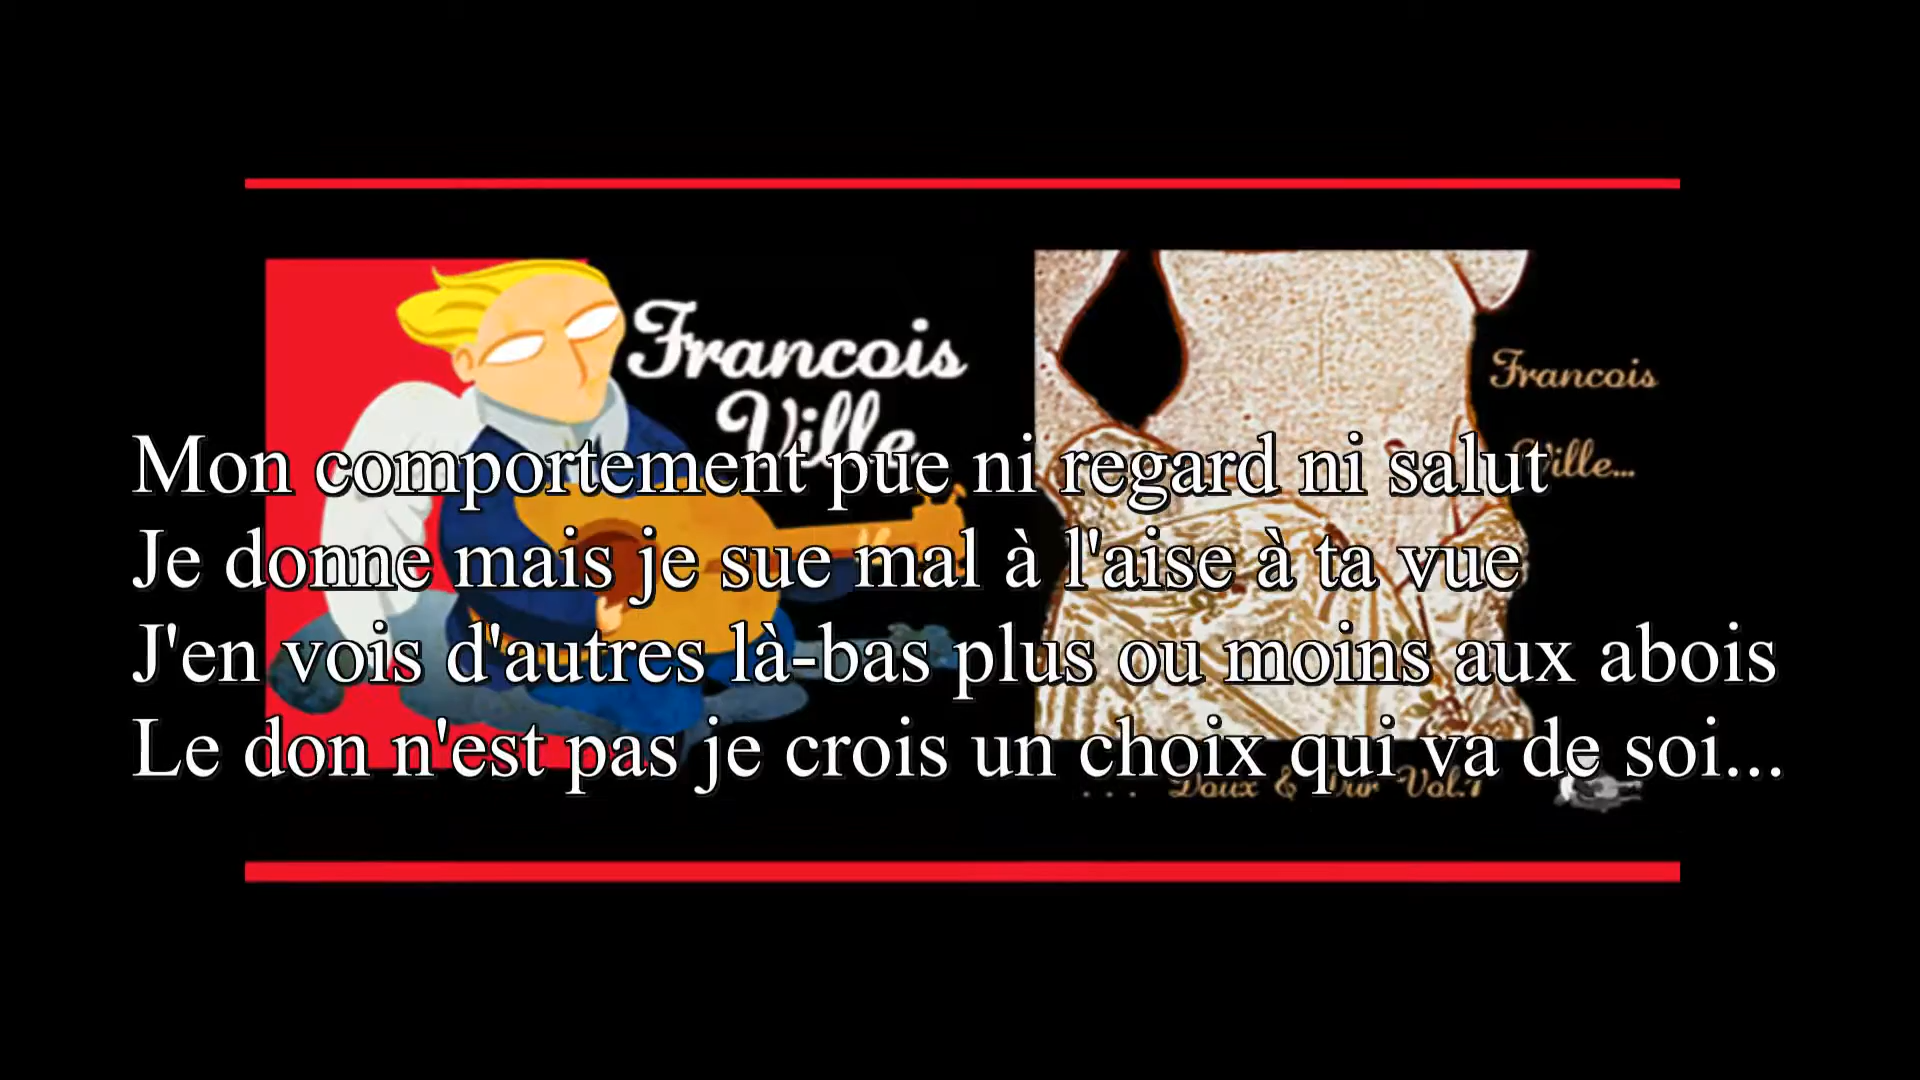 Francois
Ville
Francois
Ville...
Mon comportement pue ni regard ni salut
Je donne mais je sue mal à l'aise à ta vue
J'en vois d'autres là-bas plus ou moins aux abois
Le don n'est pas je crois un choix qui va de soi...
... Doux & Dur Vol.1